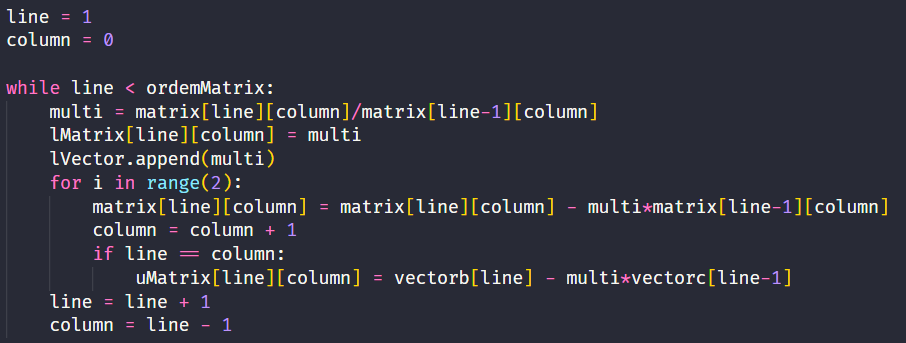 line = 1
column = 0
while line < ordemMatrix:
    multi = matrix[line][column]/matrix[line-1][column]
    lMatrix[line][column] = multi
    lVector.append(multi)
    for i in range(2):
        matrix[line][column] = matrix[line][column] - multi*matrix[line-1][column]
        column = column + 1
        if line == column:
            uMatrix[line][column] = vectorb[line] - multi*vectorc[line-1]
    line = line + 1
    column = line - 1